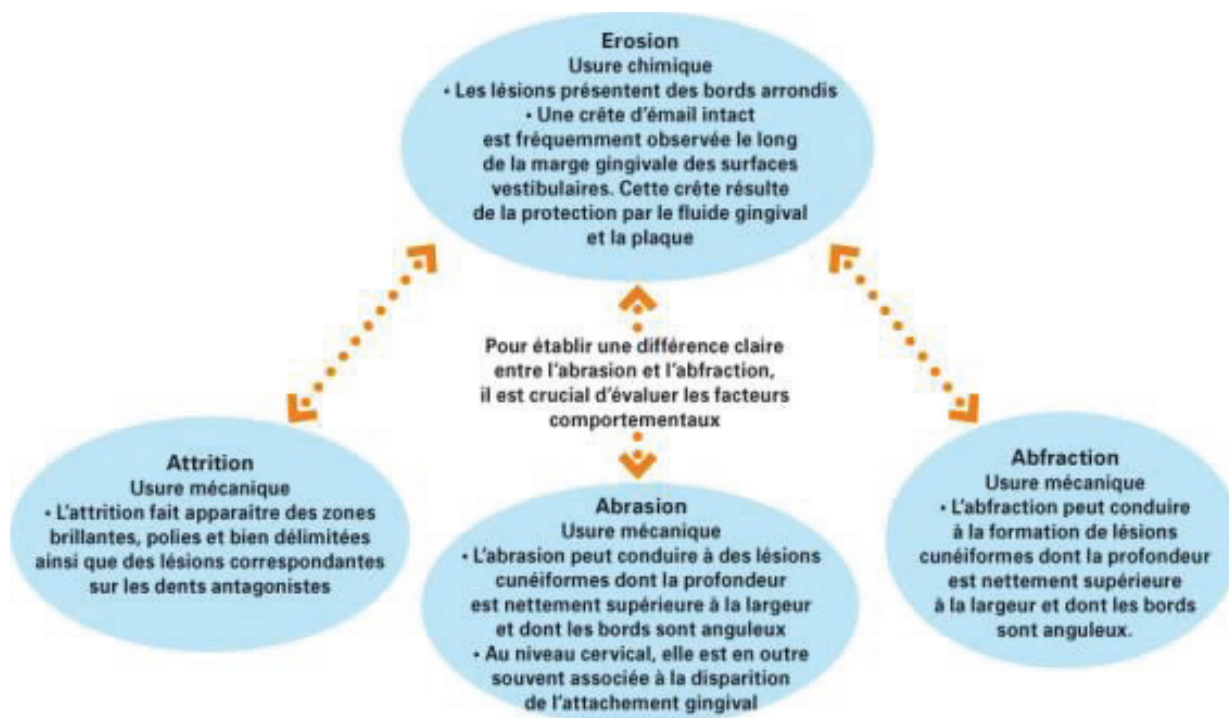 Erosion
Usure chimique
• Les lésions présentent des bords arrondis
• Une crête d'émail intact
est fréquemment observée le long
de la marge gingivale des surfaces
vestibulaires. Cette crête résulte
de la protection par le fluide gingival
et la plaque
Pour établir une différence claire
entre l'abrasion et l'abfraction,
il est crucial d'évaluer les facteurs
comportementaux
Attrition
Usure mécanique
• L'attrition fait apparaitre des zones
brillantes, polies et bien délimitées
ainsi que des lésions correspondantes
sur les dents antagonistes
Abrasion
Usure mécanique
• L'abrasion peut conduire à des lésions
cunéiformes dont la profondeur
est nettement supérieure à la largeur
et dont les bords sont anguleux
• Au niveau cervical, elle est en outre
souvent associée à la disparition
de l'attachement gingival
Abfraction
Usure mécanique
• L'abfraction peut conduire
à la formation de lésions
cunéiformes dont la profondeur
est nettement supérieure
à la largeur et dont les bords
sont anguleux.